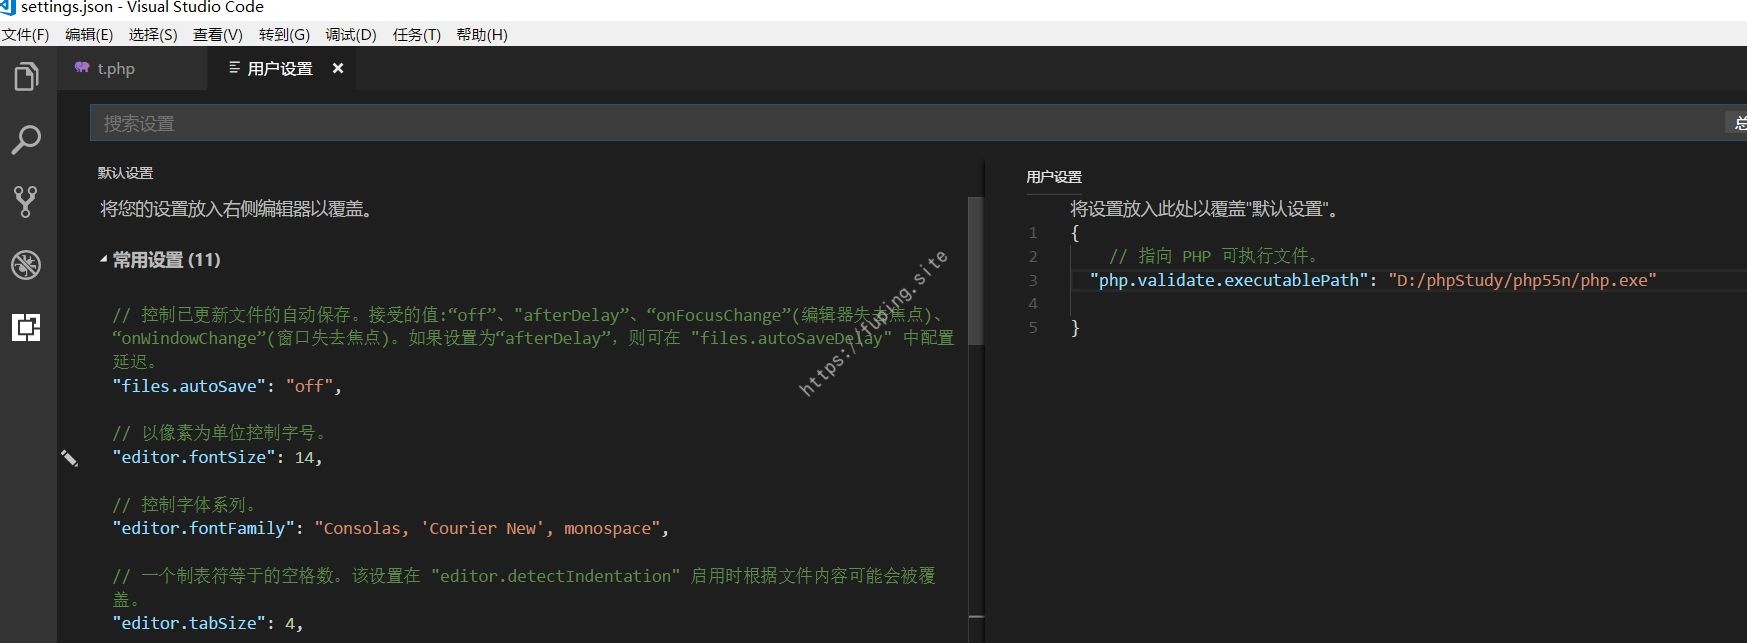 settings.json - Visual Studio Code
文件(F) 编辑(E) 选择(S) 查看(V) 转到(G) 调试(D) 任务(T) 帮助(H)
t.php 用户设置
搜索设置
总
默认设置
将您的设置放入右侧编辑器以覆盖。
常用设置 (11)
// 控制已更新文件的自动保存。接受的值:“off”、"afterDelay”、“onFocusChange”(编辑器失去焦点)、
“onWindowChange”(窗口失去焦点)。如果设置为“afterDelay”，则可在 "files.autoSaveDelay" 中配置
延迟。
"files.autoSave": "off",
// 以像素为单位控制字号。
"editor.fontSize": 14,
// 控制字体系列。
"editor.fontFamily": "Consolas, 'Courier New', monospace",
// 一个制表符等于的空格数。该设置在 "editor.detectIndentation" 启用时根据文件内容可能会被覆
盖。
"editor.tabSize": 4,
用户设置
将设置放入此处以覆盖"默认设置"。
1 {
2 // 指向 PHP 可执行文件。
3 "php.validate.executablePath": "D:/phpStudy/php55n/php.exe"
4
5 }
https://fuping.site